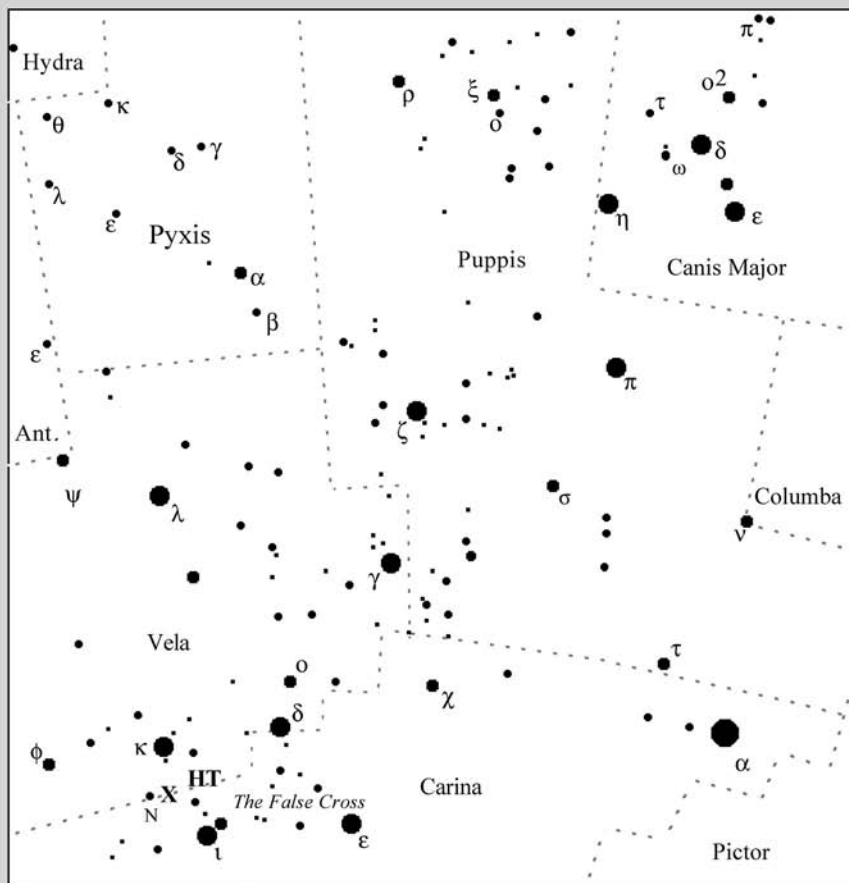 π
Hydra
ρ
ξ
ο2
κ
τ
θ
ο
δ
γ
δ
ω
λ
ε
η
ε
Pyxis
Puppis
Canis Major
α
β
ε
π
ζ
Ant.
ψ
λ
σ
Columba
ν
γ
Vela
ο
τ
χ
δ
κ
φ
α
HT
X
Carina
The False Cross
N
ι
ε
Pictor